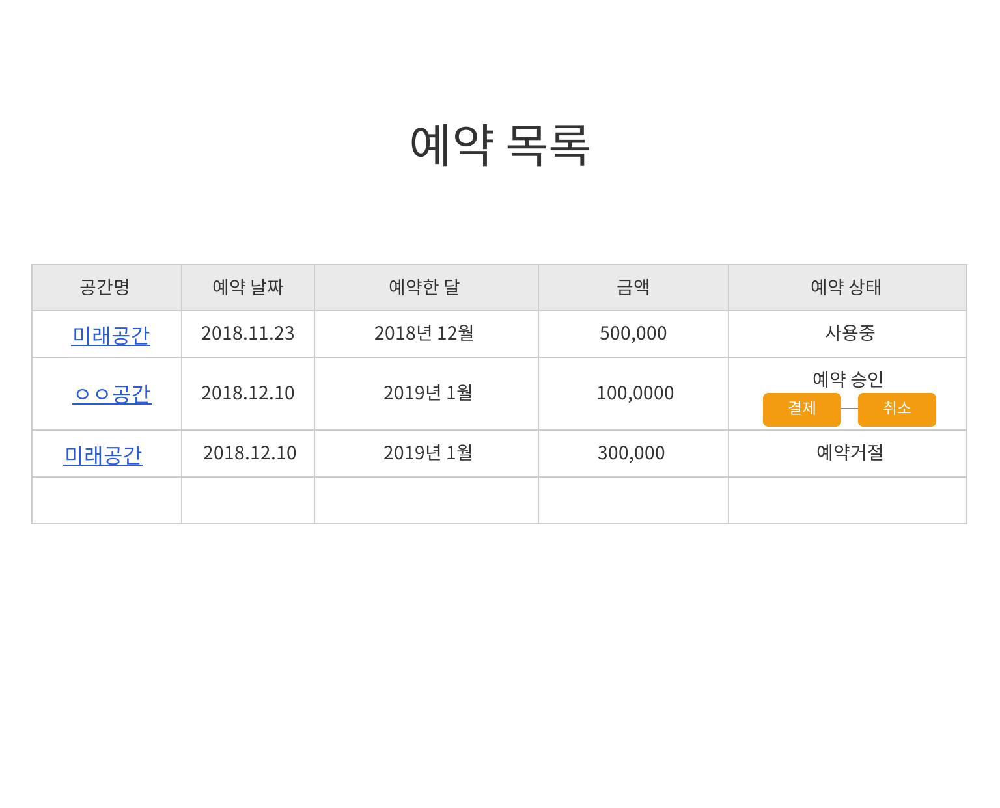 예약 목록
공간명 예약 날짜 예약한 달 금액 예약 상태
미래공간 2018.11.23 2018년 12월 500,000 사용중
ㅇㅇ공간 2018.12.10 2019년 1월 100,0000 예약 승인
결제 취소
미래공간 2018.12.10 2019년 1월 300,000 예약거절